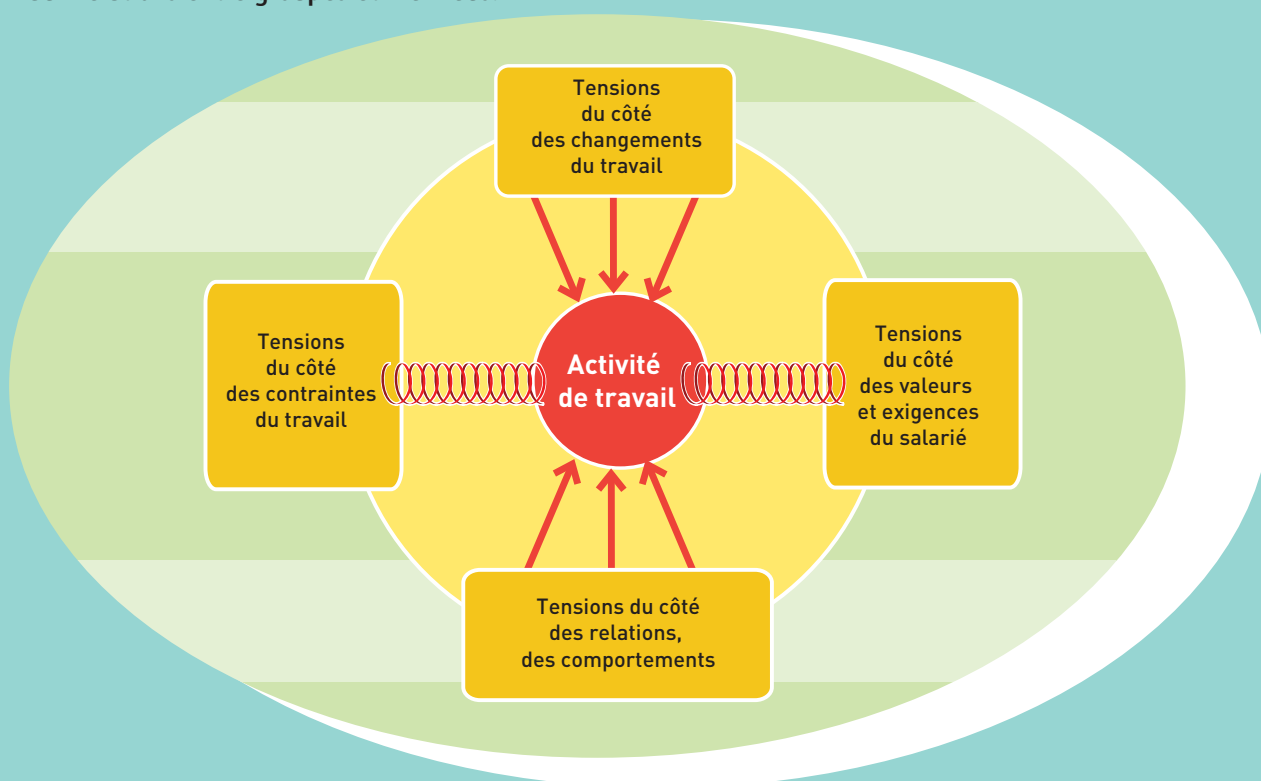 Tensions
du côté
des changements
du travail
Tensions
du côté
des contraintes
du travail
Activité
de travail
Tensions
du côté
des valeurs
et exigences
du salarié
Tensions du côté
des relations,
des comportements